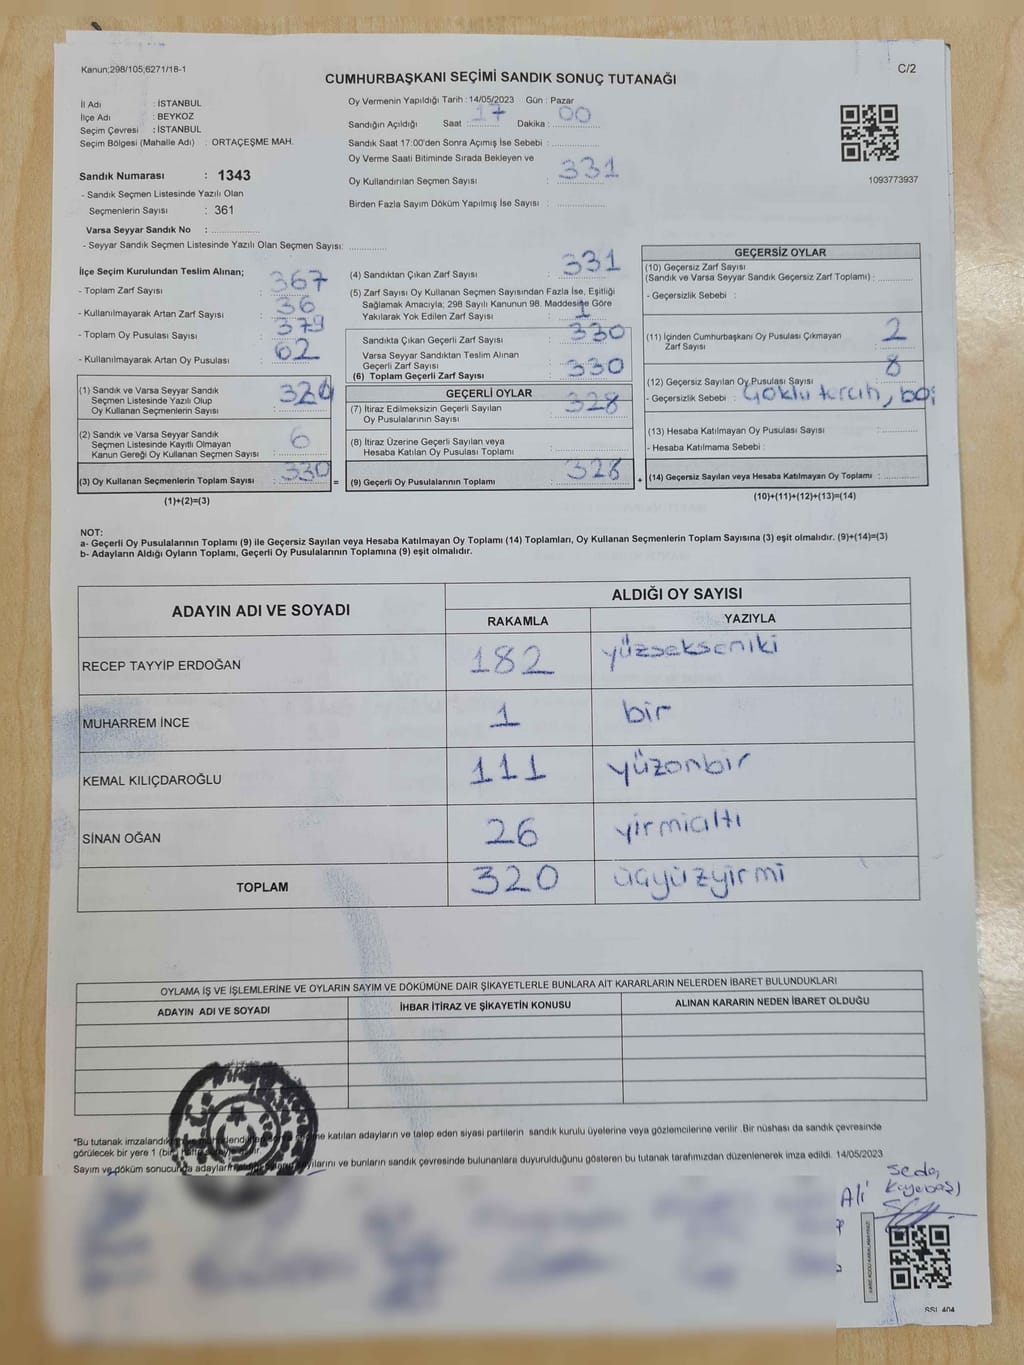 Kanun;298/105;6271/18-1
C/2
CUMHURBAŞKANI SEÇİMİ SANDIK SONUÇ TUTANAĞI
İl Adı : İSTANBUL
İlçe Adı : BEYKOZ
Seçim Çevresi : İSTANBUL
Seçim Bölgesi (Mahalle Adı) : ORTAÇEŞME MAH.
Sandık Numarası : 1343
- Sandık Seçmen Listesinde Yazılı Olan
Seçmenlerin Sayısı : 361
Varsa Seyyar Sandık No :
- Seyyar Sandık Seçmen Listesinde Yazılı Olan Seçmen Sayısı:
Oy Vermenin Yapıldığı Tarih : 14/05/2023 Gün : Pazar
Sandığın Açıldığı Saat : 17 Dakika : 00
Sandık Saat 17:00'den Sonra Açımış İse Sebebi :
Oy Verme Saati Bitiminde Sırada Bekleyen ve
Oy Kullandırılan Seçmen Sayısı : 331
Birden Fazla Sayım Döküm Yapılmış İse Sayısı :
1093773937
İlçe Seçim Kurulundan Teslim Alınan;
- Toplam Zarf Sayısı : 367
- Kullanılmayarak Artan Zarf Sayısı : 36
- Toplam Oy Pusulası Sayısı : 379
- Kullanılmayarak Artan Oy Pusulası : 62
(1) Sandık ve Varsa Seyyar Sandık
Seçmen Listesinde Yazılı Olup
Oy Kullanan Seçmenlerin Sayısı : 324
(2) Sandık ve Varsa Seyyar Sandık
Seçmen Listesinde Kayıtlı Olmayan
Kanun Gereği Oy Kullanan Seçmen Sayısı : 6
(3) Oy Kullanan Seçmenlerin Toplam Sayısı : 330
(1)+(2)=(3)
=
(4) Sandıktan Çıkan Zarf Sayısı : 331
(5) Zarf Sayısı Oy Kullanan Seçmen Sayısından Fazla İse, Eşitliği
Sağlamak Amacıyla; 298 Sayılı Kanunun 98. Maddesine Göre
Yakılarak Yok Edilen Zarf Sayısı : 1
Sandıkta Çıkan Geçerli Zarf Sayısı : 330
Varsa Seyyar Sandıktan Teslim Alınan
Geçerli Zarf Sayısı :
(6) Toplam Geçerli Zarf Sayısı : 330
GEÇERLİ OYLAR
(7) İtiraz Edilmeksizin Geçerli Sayılan
Oy Pusulalarının Sayısı : 328
(8) İtiraz Üzerine Geçerli Sayılan veya
Hesaba Katılan Oy Pusulası Toplamı :
(9) Geçerli Oy Pusulalarının Toplamı : 328
+
GEÇERSİZ OYLAR
(10) Geçersiz Zarf Sayısı
(Sandık ve Varsa Seyyar Sandık Geçersiz Zarf Toplamı) :
- Geçersizlik Sebebi :
(11) İçinden Cumhurbaşkanı Oy Pusulası Çıkmayan
Zarf Sayısı : 2
(12) Geçersiz Sayılan Oy Pusulası Sayısı : 8
- Geçersizlik Sebebi : Çoklu tercih, boş
(13) Hesaba Katılmayan Oy Pusulası Sayısı :
- Hesaba Katılmama Sebebi :
(14) Geçersiz Sayılan veya Hesaba Katılmayan Oy Toplamı :
(10)+(11)+(12)+(13)=(14)
NOT:
a- Geçerli Oy Pusulalarının Toplamı (9) ile Geçersiz Sayılan veya Hesaba Katılmayan Oy Toplamı (14) Toplamları, Oy Kullanan Seçmenlerin Toplam Sayısına (3) eşit olmalıdır. (9)+(14)=(3)
b- Adayların Aldığı Oyların Toplamı, Geçerli Oy Pusulalarının Toplamına (9) eşit olmalıdır.
ADAYIN ADI VE SOYADI
ALDIĞI OY SAYISI
RAKAMLA YAZIYLA
RECEP TAYYİP ERDOĞAN 182 yüzsekseniki
MUHARREM İNCE 1 bir
KEMAL KILIÇDAROĞLU 111 yüzonbir
SİNAN OĞAN 26 yirmialtı
TOPLAM 320 üçyüzyirmi
OYLAMA İŞ VE İŞLEMLERİNE VE OYLARIN SAYIM VE DÖKÜMÜNE DAİR ŞİKAYETLERLE BUNLARA AİT KARARLARIN NELERDEN İBARET BULUNDUKLARI
ADAYIN ADI VE SOYADI İHBAR İTİRAZ VE ŞİKAYETİN KONUSU ALINAN KARARIN NEDEN İBARET OLDUĞU
*Bu tutanak imzalandıktan katılan adayların ve talep eden siyasi partilerin sandık kurulu üyelerine veya gözlemcilerine verilir. Bir nüshası da sandık çevresinde
görülecek bir yere 1 (bir)
Sayım ve döküm sonucunda adayların sayılarını ve bunların sandık çevresinde bulunanlara duyurulduğunu gösteren bu tutanak tarafımızdan düzenlenerek imza edildi. 14/05/2023
Ali
Seda
Kayabaşı